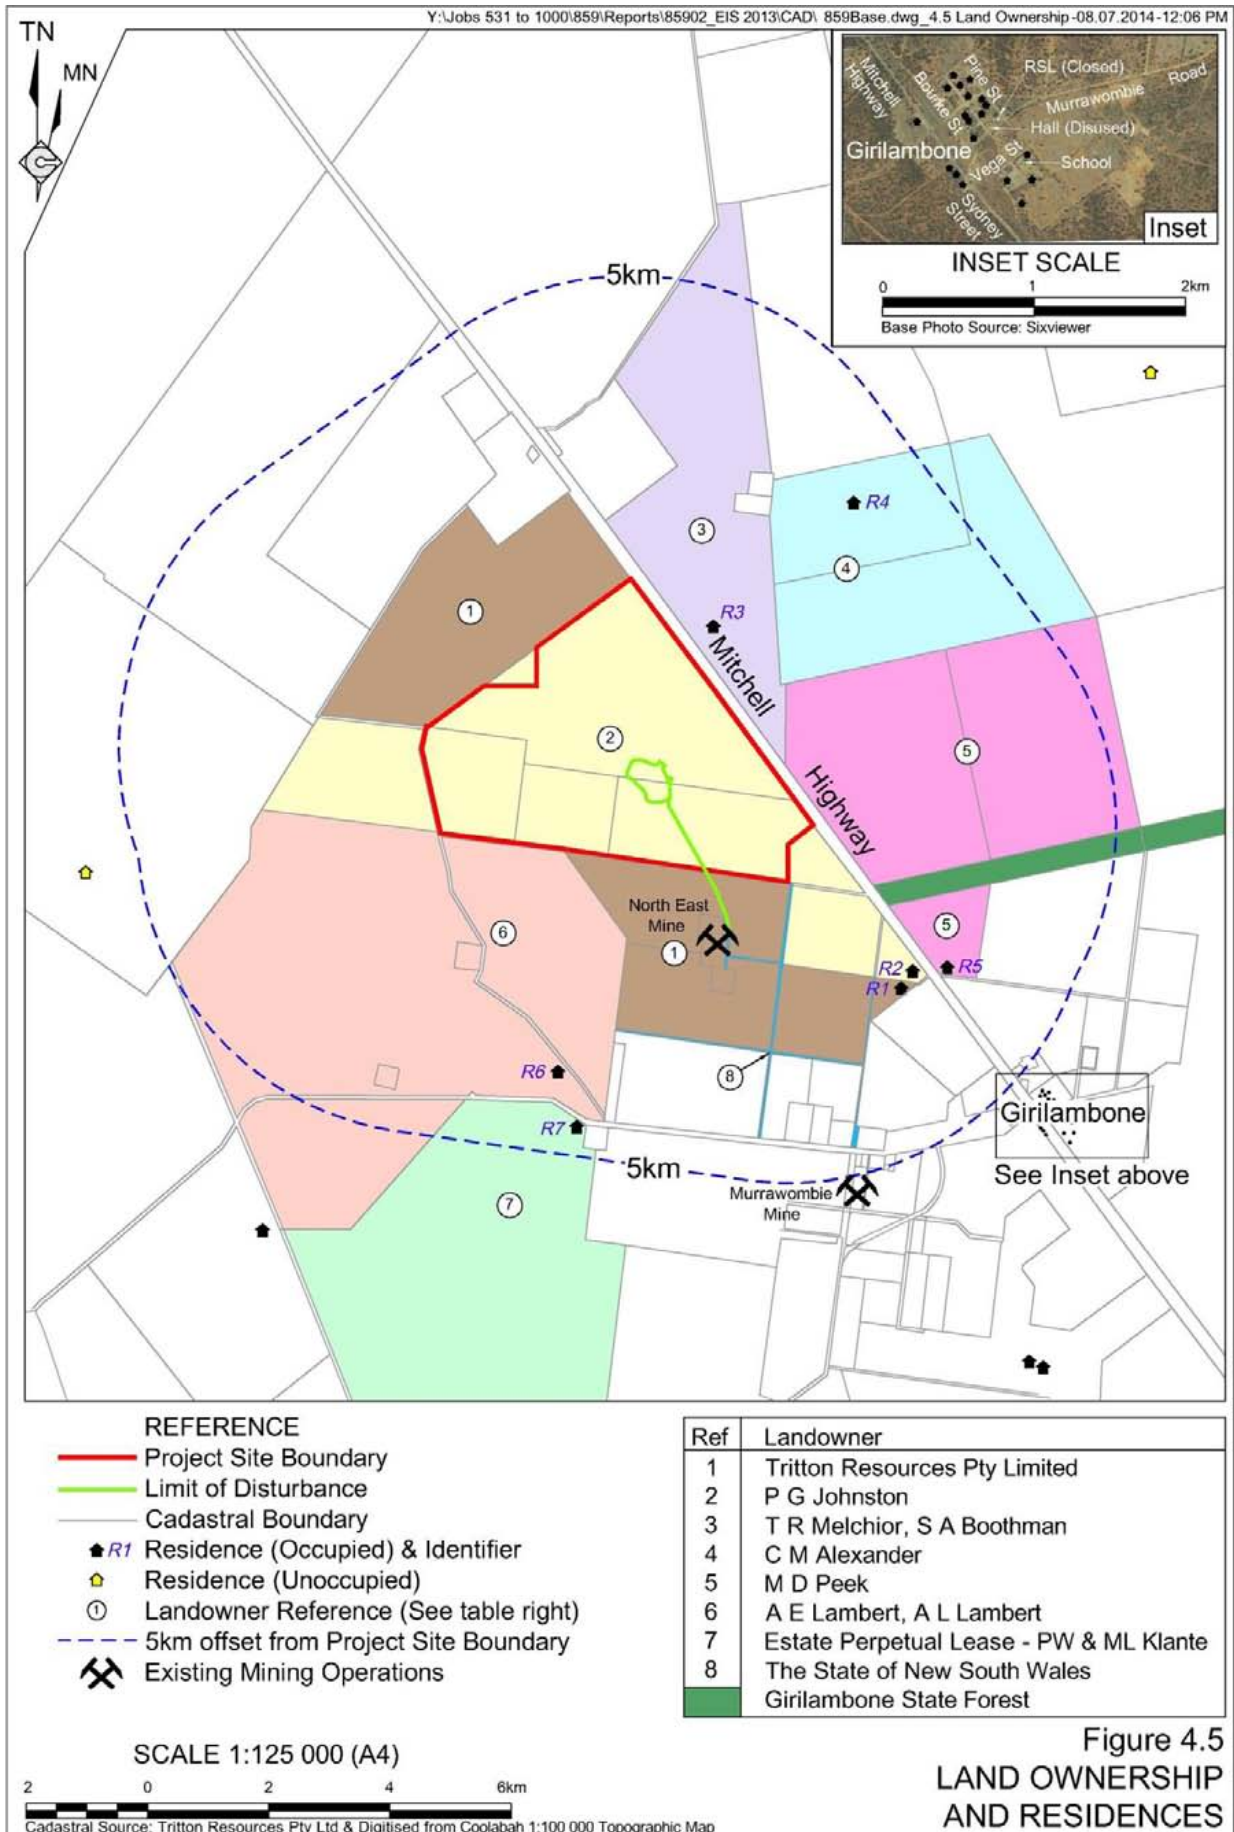 Y:\Jobs 531 to 1000\859\Reports\85902_EIS 2013\CAD\ 859Base.dwg_4.5 Land Ownership-08.07.2014-12:06 PM
TN
MN
Mitchell Highway
Bourke St
Pine St
RSL (Closed)
Murrawombie Road
Hall (Disused)
Girilambone
Vega St
School
Sydney Street
Inset
INSET SCALE
0 1 2km
Base Photo Source: Sixviewer
5km
R4
3
4
1
R3
Mitchell Highway
2
5
North East
Mine
6
1
5
R2
R5
R1
R6
8
Girilambone
R7
See Inset above
5km
Murrawombie
Mine
7
REFERENCE
Project Site Boundary
Limit of Disturbance
Cadastral Boundary
R1 Residence (Occupied) & Identifier
Residence (Unoccupied)
1 Landowner Reference (See table right)
5km offset from Project Site Boundary
Existing Mining Operations
Ref Landowner
1 Tritton Resources Pty Limited
2 P G Johnston
3 T R Melchior, S A Boothman
4 C M Alexander
5 M D Peek
6 A E Lambert, A L Lambert
7 Estate Perpetual Lease - PW & ML Klante
8 The State of New South Wales
Girilambone State Forest
SCALE 1:125 000 (A4)
2 0 2 4 6km
Cadastral Source: Tritton Resources Pty Ltd & Digitised from Coolabah 1:100 000 Topographic Map
Figure 4.5
LAND OWNERSHIP
AND RESIDENCES